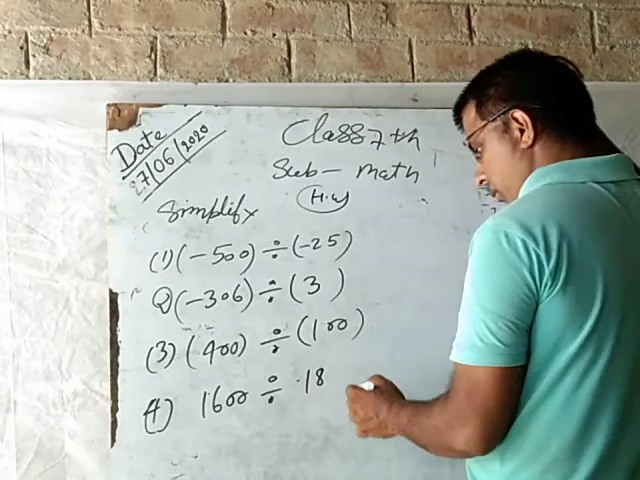 Date
27/06/2020
Class 7th
Sub- math
H.W
Simplify
(1) (-500) ÷ (-25)
(2) (-306) ÷ (3)
(3) (400) ÷ (100)
(4) 1600 ÷ 18